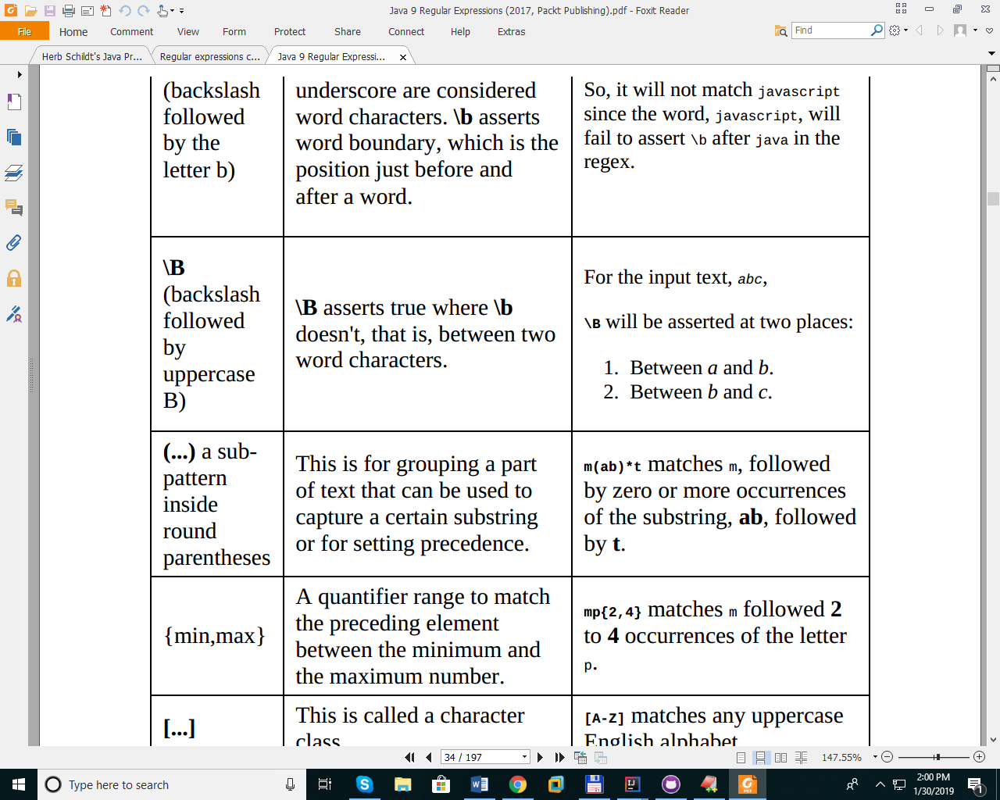 Java 9 Regular Expressions (2017, Packt Publishing).pdf - Foxit Reader
File Home Comment View Form Protect Share Connect Help Extras Find
Herb Schildt's Java Pr... Regular expressions c... Java 9 Regular Expressi...
(backslash
followed
by the
letter b)
underscore are considered
word characters. \b asserts
word boundary, which is the
position just before and
after a word.
So, it will not match javascript
since the word, javascript, will
fail to assert \b after java in the
regex.
\B
(backslash
followed
by
uppercase
B)
\B asserts true where \b
doesn't, that is, between two
word characters.
For the input text, abc,
\B will be asserted at two places:
1. Between a and b.
2. Between b and c.
(...) a sub-
pattern
inside
round
parentheses
This is for grouping a part
of text that can be used to
capture a certain substring
or for setting precedence.
m(ab)*t matches m, followed
by zero or more occurrences
of the substring, ab, followed
by t.
{min,max}
A quantifier range to match
the preceding element
between the minimum and
the maximum number.
mp{2,4} matches m followed 2
to 4 occurrences of the letter
p.
[...]
This is called a character
class.
[A-Z] matches any uppercase
English alphabet.
34 / 197 147.55%
Type here to search
2:00 PM
1/30/2019